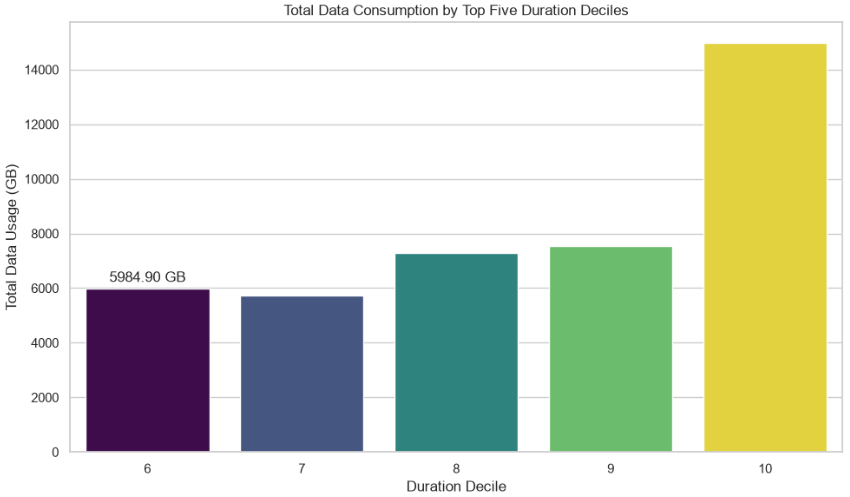 Total Data Consumption by Top Five Duration Deciles
Total Data Usage (GB)
14000
12000
10000
8000
6000
4000
2000
0
5984.90 GB
6 7 8 9 10
Duration Decile